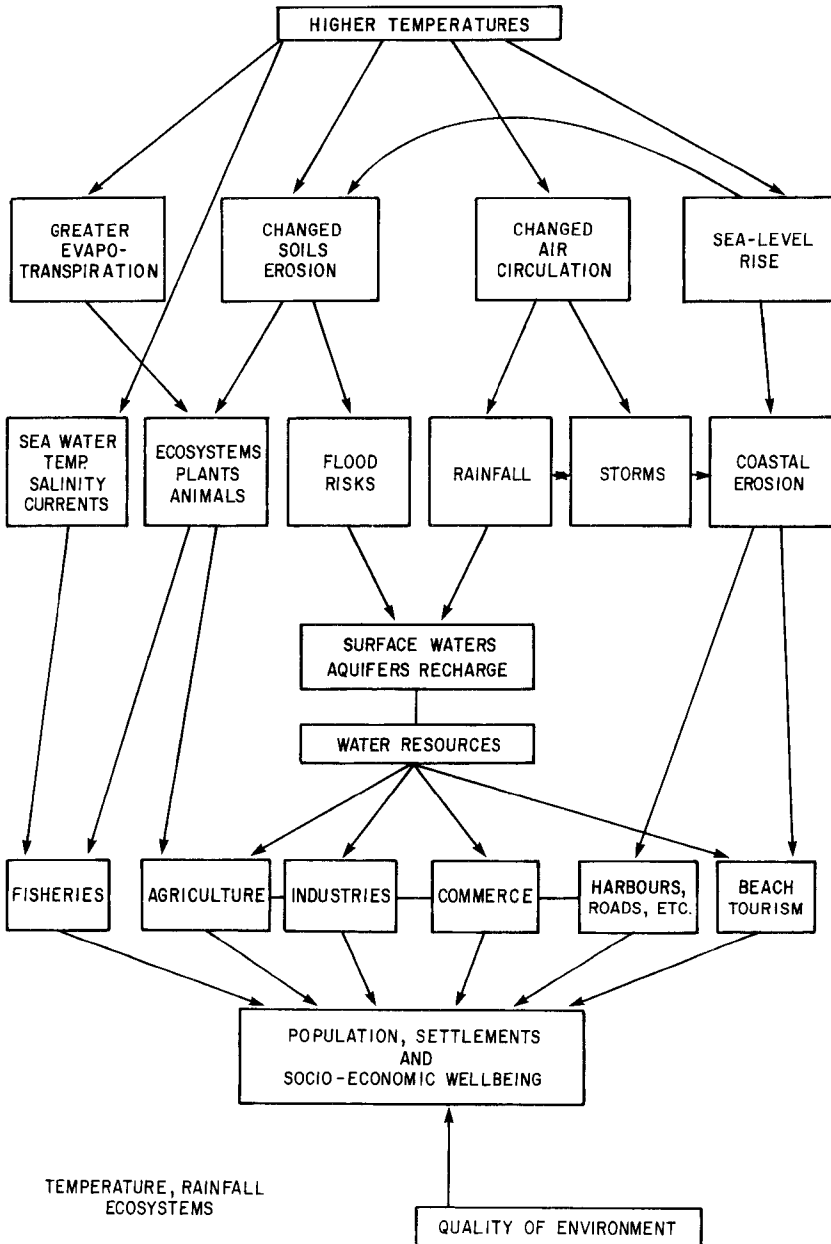 HIGHER TEMPERATURES
GREATER
EVAPO-
TRANSPIRATION
CHANGED
SOILS
EROSION
CHANGED
AIR
CIRCULATION
SEA-LEVEL
RISE
SEA WATER
TEMP.
SALINITY
CURRENTS
ECOSYSTEMS
PLANTS
ANIMALS
FLOOD
RISKS
RAINFALL
STORMS
COASTAL
EROSION
SURFACE WATERS
AQUIFERS RECHARGE
WATER RESOURCES
FISHERIES
AGRICULTURE
INDUSTRIES
COMMERCE
HARBOURS,
ROADS, ETC.
BEACH
TOURISM
POPULATION, SETTLEMENTS
AND
SOCIO-ECONOMIC WELLBEING
TEMPERATURE, RAINFALL
ECOSYSTEMS
QUALITY OF ENVIRONMENT